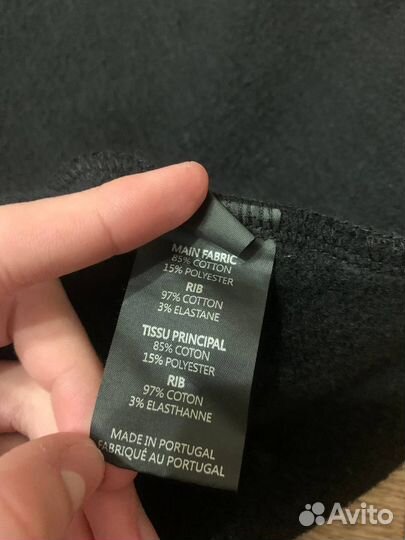 MAIN FABRIC
85% COTTON
15% POLYESTER
RIB
97% COTTON
3% ELASTANE
TISSU PRINCIPAL
85% COTON
15% POLYESTER
RIB
97% COTON
3% ELASTHANNE
MADE IN PORTUGAL
FABRIQUÉ AU PORTUGAL
Avito